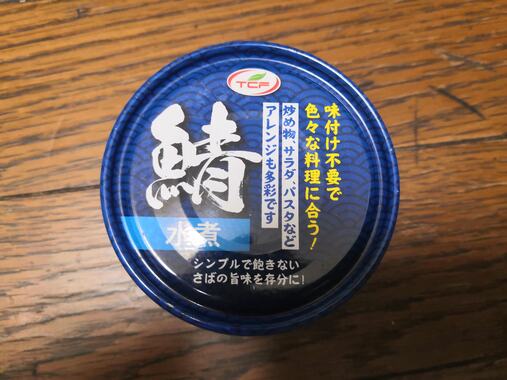 TCF
味付け不要で
色々な料理に合う!
炒め物、サラダ、パスタなど
アレンジも多彩です
鯖
水煮
シンプルで飽きない
さばの旨味を存分に!